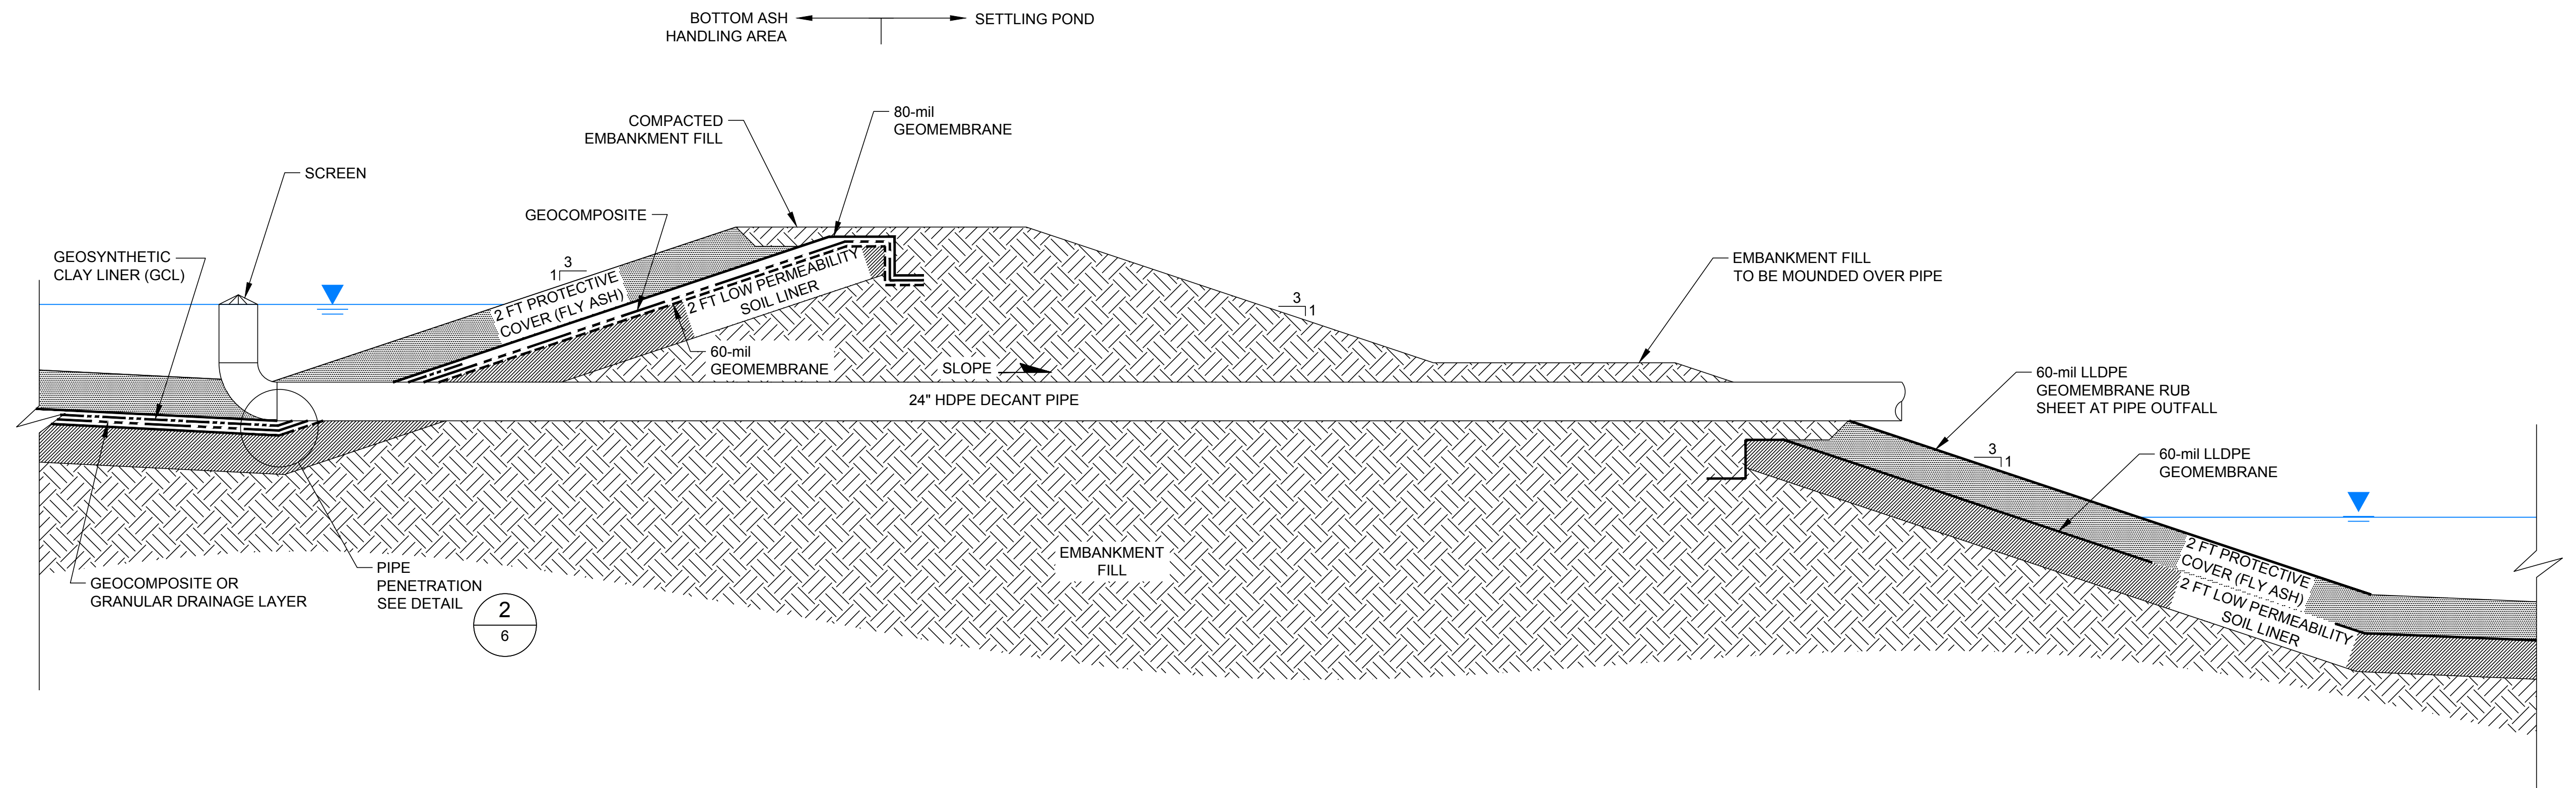 BOTTOM ASH
HANDLING AREA
SETTLING POND
80-mil
GEOMEMBRANE
COMPACTED
EMBANKMENT FILL
SCREEN
GEOCOMPOSITE
GEOSYNTHETIC
CLAY LINER (GCL)
3
1
2 FT PROTECTIVE
COVER (FLY ASH)
2 FT LOW PERMEABILITY
SOIL LINER
60-mil
GEOMEMBRANE
SLOPE
24" HDPE DECANT PIPE
3
1
EMBANKMENT FILL
TO BE MOUNDED OVER PIPE
60-mil LLDPE
GEOMEMBRANE RUB
SHEET AT PIPE OUTFALL
3
1
60-mil LLDPE
GEOMEMBRANE
GEOCOMPOSITE OR
GRANULAR DRAINAGE LAYER
PIPE
PENETRATION
SEE DETAIL
2
6
EMBANKMENT
FILL
2 FT PROTECTIVE
COVER (FLY ASH)
2 FT LOW PERMEABILITY
SOIL LINER